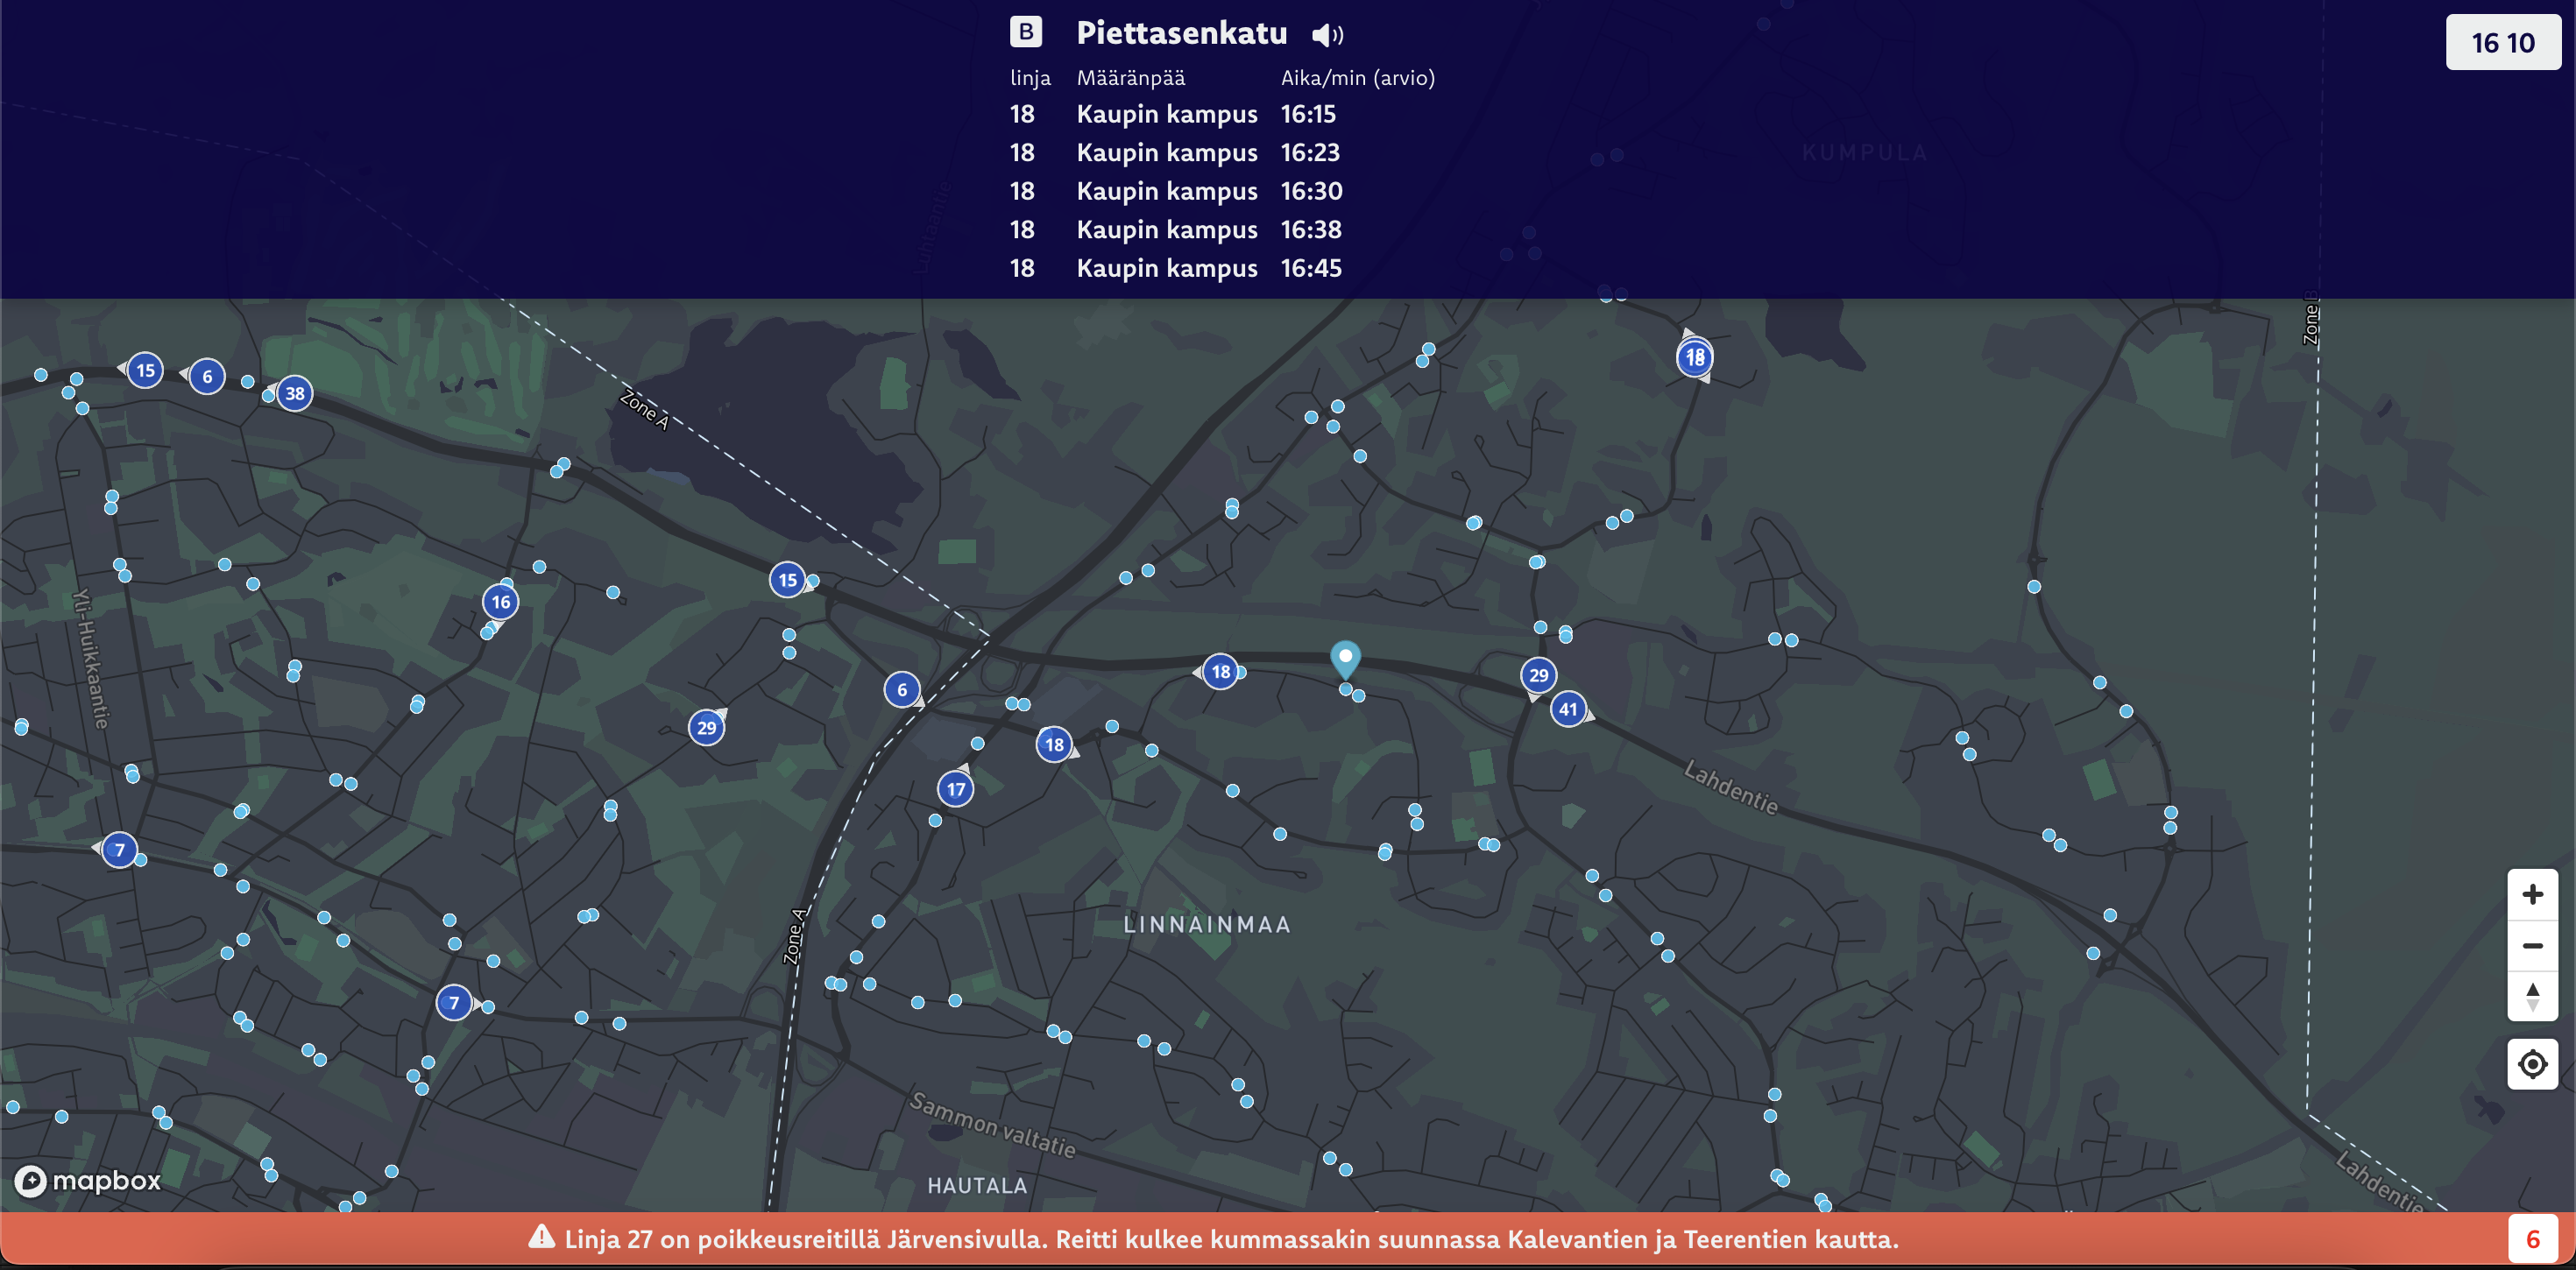 B Piettasenkatu
16 10
linja Määränpää Aika/min (arvio)
18 Kaupin kampus 16:15
18 Kaupin kampus 16:23
18 Kaupin kampus 16:30
18 Kaupin kampus 16:38
18 Kaupin kampus 16:45
KUMPULA
Zone B
18
15
6
38
Zone A
15
16
Yli-Huikkaantie
18
29
6
41
29
18
17
Lahdentie
7
LINNAINMAA
Zone A
7
Sammon valtatie
HAUTALA
Lahdentie
mapbox
Linja 27 on poikkeusreitillä Järvensivulla. Reitti kulkee kummassakin suunnassa Kalevantien ja Teerentien kautta.
6